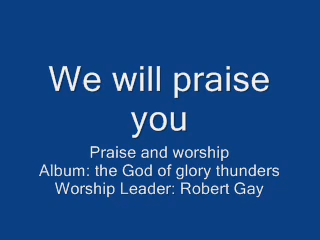 We will praise
you
Praise and worship
Album: the God of glory thunders
Worship Leader: Robert Gay